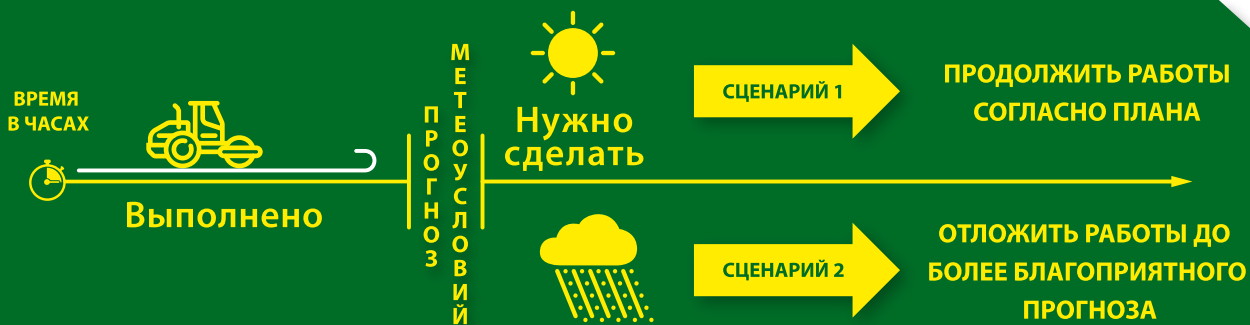 ВРЕМЯ
В ЧАСАХ
Выполнено
ПРОГНОЗ
МЕТЕОУСЛОВИЙ
Нужно
сделать
СЦЕНАРИЙ 1
ПРОДОЛЖИТЬ РАБОТЫ
СОГЛАСНО ПЛАНА
СЦЕНАРИЙ 2
ОТЛОЖИТЬ РАБОТЫ ДО
БОЛЕЕ БЛАГОПРИЯТНОГО
ПРОГНОЗА